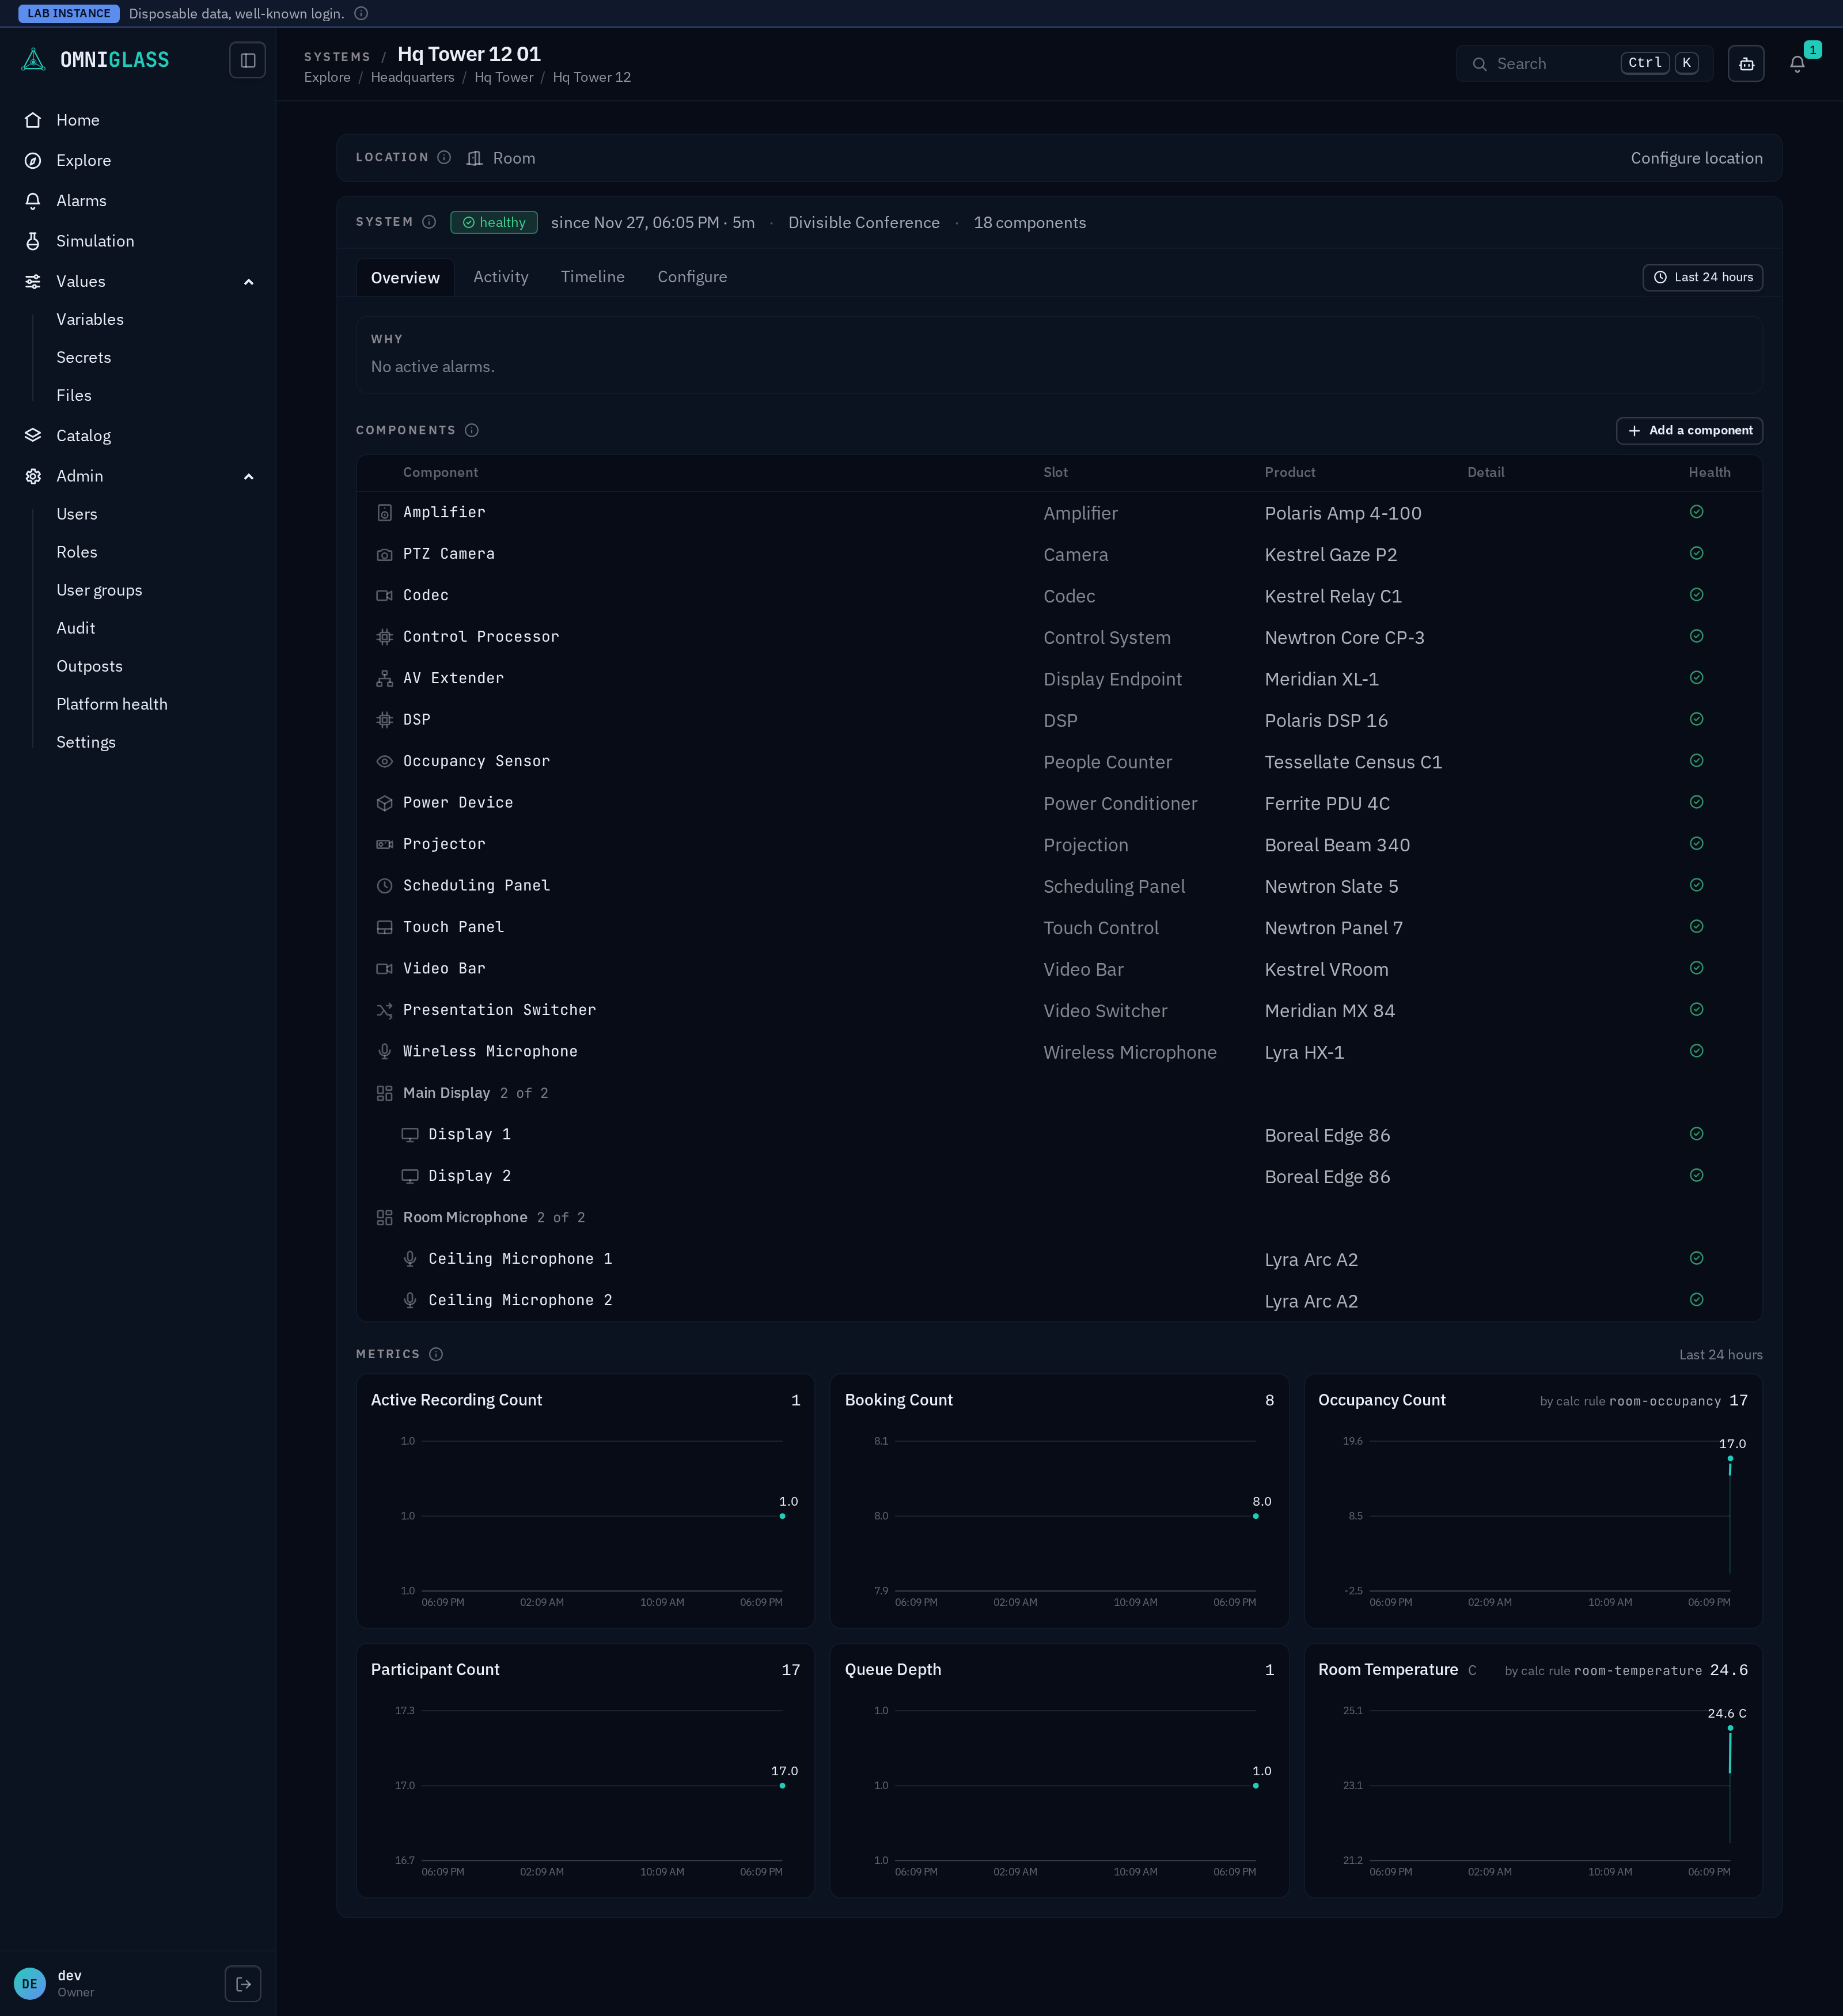 LAB INSTANCE Disposable data, well-known login.
OMNIGLASS
SYSTEMS / Hq Tower 12 01
Explore / Headquarters / Hq Tower / Hq Tower 12
Search Ctrl K
1
Home
Explore
Alarms
Simulation
Values
Variables
Secrets
Files
Catalog
Admin
Users
Roles
User groups
Audit
Outposts
Platform health
Settings
DE dev
Owner
LOCATION Room Configure location
SYSTEM healthy since Nov 27, 06:05 PM · 5m · Divisible Conference · 18 components
Overview Activity Timeline Configure Last 24 hours
WHY
No active alarms.
COMPONENTS Add a component
Component Slot Product Detail Health
Amplifier Amplifier Polaris Amp 4-100
PTZ Camera Camera Kestrel Gaze P2
Codec Codec Kestrel Relay C1
Control Processor Control System Newtron Core CP-3
AV Extender Display Endpoint Meridian XL-1
DSP DSP Polaris DSP 16
Occupancy Sensor People Counter Tessellate Census C1
Power Device Power Conditioner Ferrite PDU 4C
Projector Projection Boreal Beam 340
Scheduling Panel Scheduling Panel Newtron Slate 5
Touch Panel Touch Control Newtron Panel 7
Video Bar Video Bar Kestrel VRoom
Presentation Switcher Video Switcher Meridian MX 84
Wireless Microphone Wireless Microphone Lyra HX-1
Main Display 2 of 2
Display 1 Boreal Edge 86
Display 2 Boreal Edge 86
Room Microphone 2 of 2
Ceiling Microphone 1 Lyra Arc A2
Ceiling Microphone 2 Lyra Arc A2
METRICS Last 24 hours
Active Recording Count 1
1.0
1.0
1.0
1.0
06:09 PM 02:09 AM 10:09 AM 06:09 PM
Booking Count 8
8.1
8.0
8.0
7.9
06:09 PM 02:09 AM 10:09 AM 06:09 PM
Occupancy Count by calc rule room-occupancy 17
19.6
17.0
8.5
-2.5
06:09 PM 02:09 AM 10:09 AM 06:09 PM
Participant Count 17
17.3
17.0
17.0
16.7
06:09 PM 02:09 AM 10:09 AM 06:09 PM
Queue Depth 1
1.0
1.0
1.0
1.0
06:09 PM 02:09 AM 10:09 AM 06:09 PM
Room Temperature C by calc rule room-temperature 24.6
25.1
24.6 C
23.1
21.2
06:09 PM 02:09 AM 10:09 AM 06:09 PM